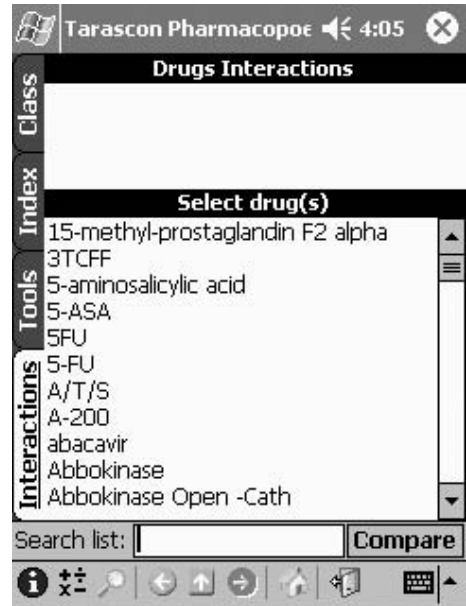 Tarascon Pharmacopoe 4:05
Drugs Interactions
Class
Index
Tools
Interactions
Select drug(s)
15-methyl-prostaglandin F2 alpha
3TCFF
5-aminosalicylic acid
5-ASA
5FU
5-FU
A/T/S
A-200
abacavir
Abbokinase
Abbokinase Open -Cath
Search list: Compare